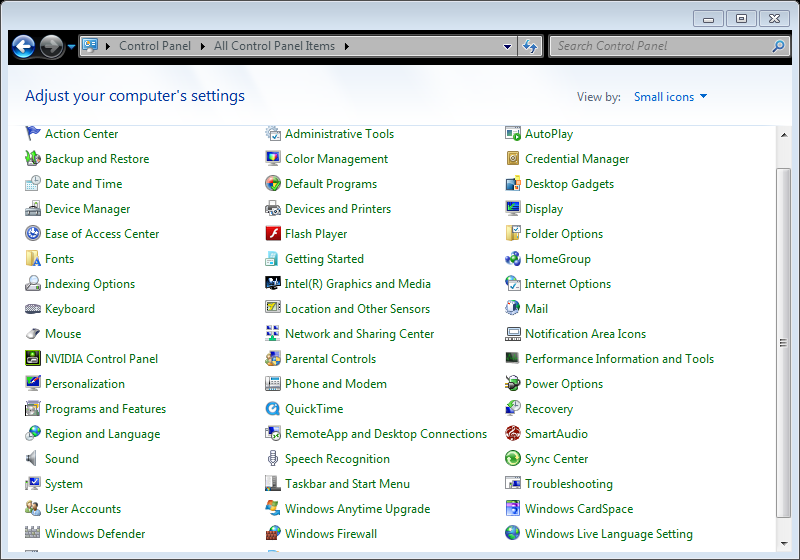 Control Panel All Control Panel Items Search Control Panel
Adjust your computer's settings View by: Small icons
Action Center Administrative Tools AutoPlay
Backup and Restore Color Management Credential Manager
Date and Time Default Programs Desktop Gadgets
Device Manager Devices and Printers Display
Ease of Access Center Flash Player Folder Options
Fonts Getting Started HomeGroup
Indexing Options Intel(R) Graphics and Media Internet Options
Keyboard Location and Other Sensors Mail
Mouse Network and Sharing Center Notification Area Icons
NVIDIA Control Panel Parental Controls Performance Information and Tools
Personalization Phone and Modem Power Options
Programs and Features QuickTime Recovery
Region and Language RemoteApp and Desktop Connections SmartAudio
Sound Speech Recognition Sync Center
System Taskbar and Start Menu Troubleshooting
User Accounts Windows Anytime Upgrade Windows CardSpace
Windows Defender Windows Firewall Windows Live Language Setting